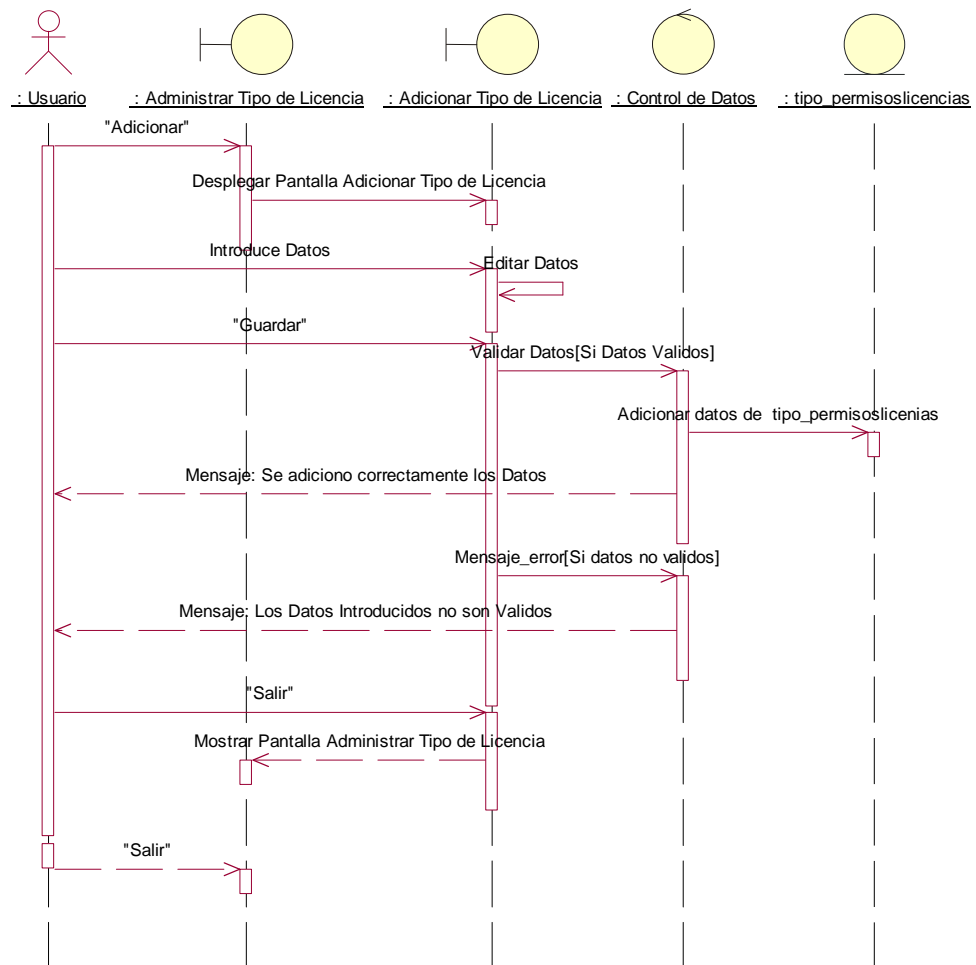 : Usuario
: Administrar Tipo de Licencia
: Adicionar Tipo de Licencia
: Control de Datos
: tipo_permisoslicencias
"Adicionar"
Desplegar Pantalla Adicionar Tipo de Licencia
Introduce Datos
Editar Datos
"Guardar"
Validar Datos[Si Datos Validos]
Adicionar datos de tipo_permisoslicenias
Mensaje: Se adiciono correctamente los Datos
Mensaje_error[Si datos no validos]
Mensaje: Los Datos Introducidos no son Validos
"Salir"
Mostrar Pantalla Administrar Tipo de Licencia
"Salir"